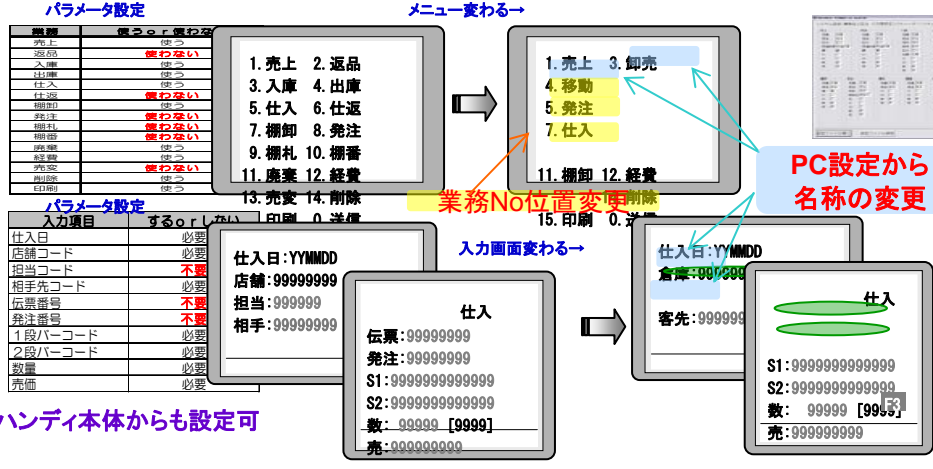 パラメータ設定
メニュー変わる→
業務 使うor使わな
売上 使う
返品 使わない
入庫 使う
出庫 使う
仕入 使う
仕返 使わない
棚卸 使う
発注 使わない
棚札 使わない
棚番 使わない
廃棄 使う
経費 使う
売変 使わない
削除 使う
印刷 使う
1.売上 2.返品
3.入庫 4.出庫
5.仕入 6.仕返
7.棚卸 8.発注
9.棚札 10.棚番
11.廃棄 12.経費
13.売変 14.削除
印刷 0.送信
1.売上 3.卸売
4.移動
5.発注
7.仕入
11.棚卸 12.経費
削除
15.印刷 0.送
業務No位置変更
PC設定から
名称の変更
パラメータ設定
入力項目 するorしない
仕入日 必要
店舗コード 必要
担当コード 不要
相手先コード 必要
伝票番号 不要
発注番号 不要
1段バーコード 必要
2段バーコード 必要
数量 必要
売価 必要
ハンディ本体からも設定可
入力画面変わる→
仕入日:YYMMDD
店舗:99999999
担当:999999
相手:99999999
仕入
伝票:99999999
発注:99999999
S1:9999999999999
S2:9999999999999
数: 99999 [9999]
売:999999999
仕入日:YYMMDD
倉庫:999999
客先:999999
仕入
S1:9999999999999
S2:9999999999999
数: 99999 [9999]
F3
売:999999999